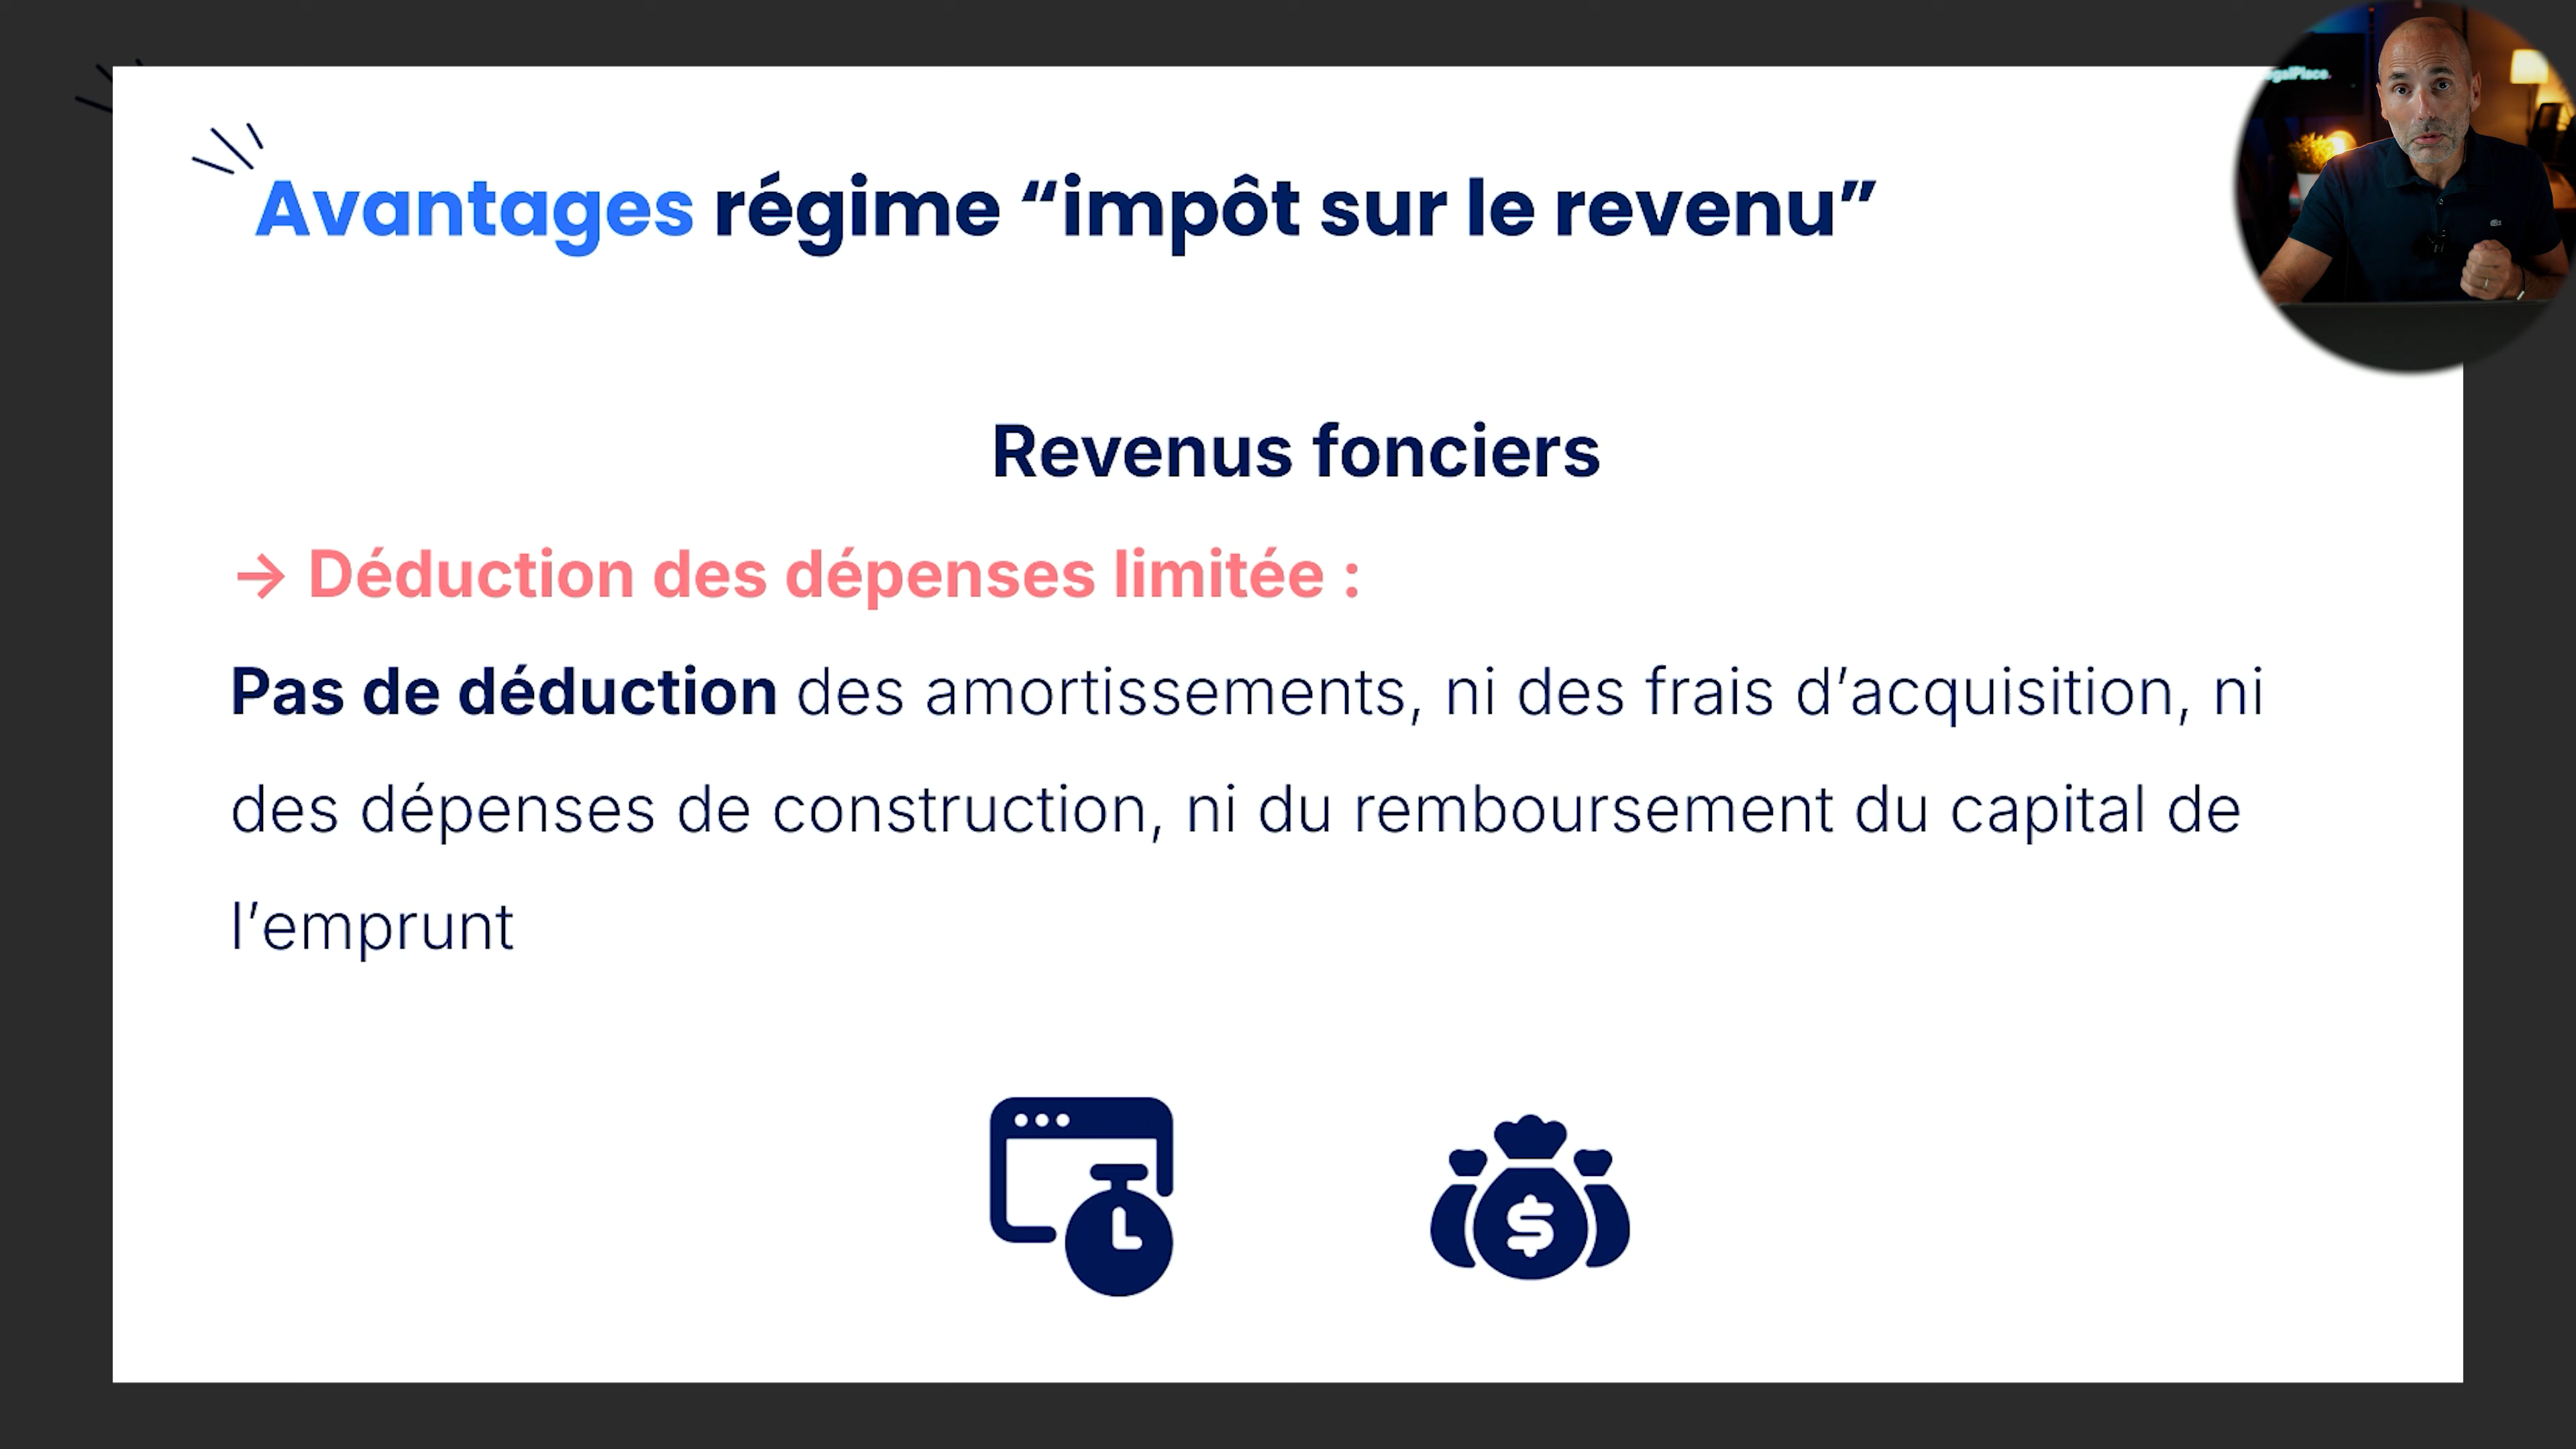 Avantages régime “impôt sur le revenu”
Revenus fonciers
→ Déduction des dépenses limitée :
Pas de déduction des amortissements, ni des frais d’acquisition, ni
des dépenses de construction, ni du remboursement du capital de
l’emprunt